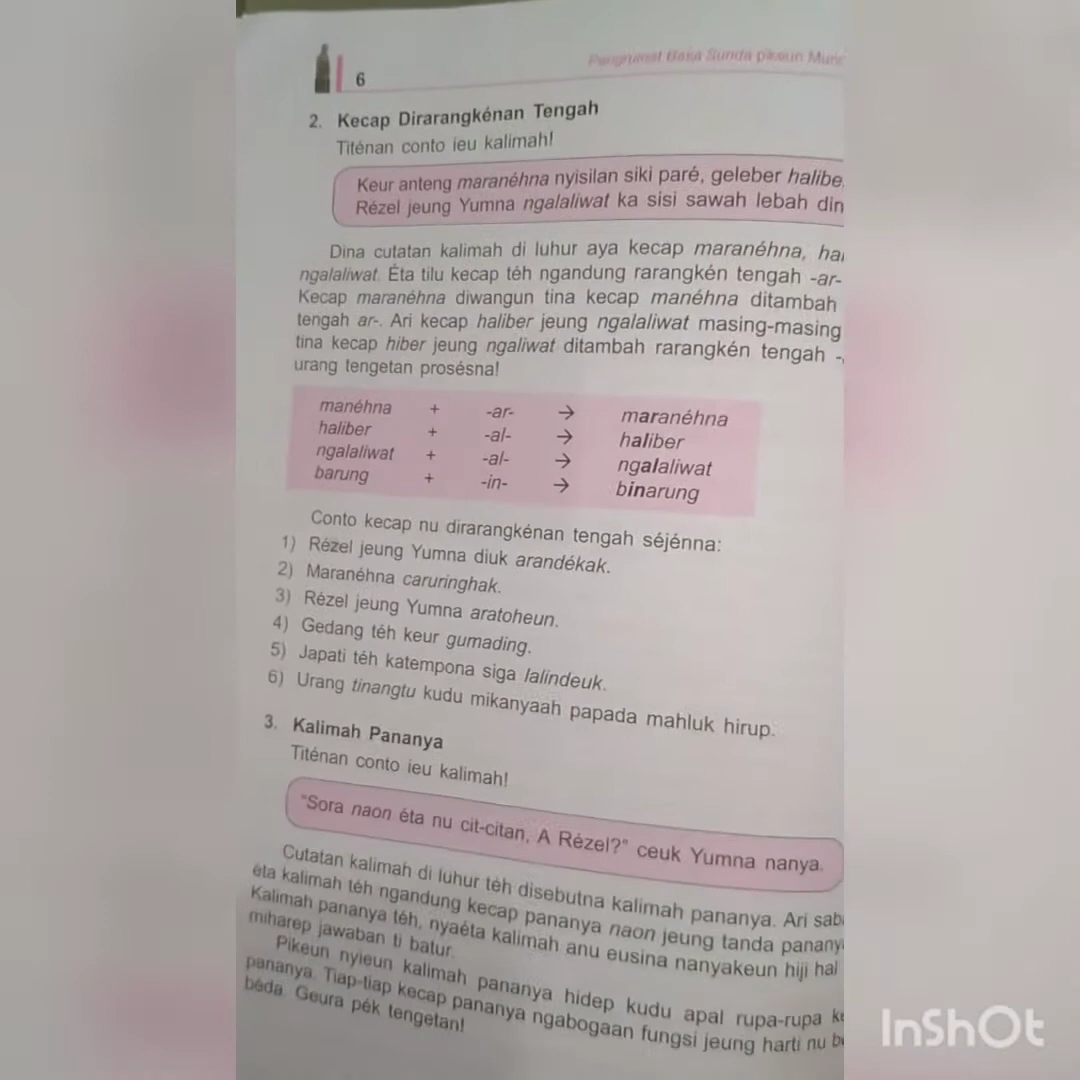 6
Pangrumat Basa Sunda pikeun
2. Kecap Dirarangkénan Tengah
Titénan conto ieu kalimah!
Keur anteng maranéhna nyisilan siki paré, geleber halibe
Rézel jeung Yumna ngalaliwat ka sisi sawah lebah din
Dina cutatan kalimah di luhur aya kecap maranéhna, hal
ngalaliwat. Éta tilu kecap téh ngandung rarangkén tengah -ar-
Kecap maranéhna diwangun tina kecap manéhna ditambah
tengah ar-. Ari kecap haliber jeung ngalaliwat masing-masing
tina kecap hiber jeung ngaliwat ditambah rarangkén tengah -
urang tengetan prosésna!
manéhna + -ar- → maranéhna
haliber + -al- → haliber
ngalaliwat + -al- → ngalaliwat
barung + -in- → binarung
Conto kecap nu dirarangkénan tengah séjénna:
1) Rézel jeung Yumna diuk arandékak.
2) Maranéhna caruringhak.
3) Rézel jeung Yumna aratoheun.
4) Gedang téh keur gumading.
5) Japati téh katempona siga lalindeuk.
6) Urang tinangtu kudu mikanyaah papada mahluk hirup.
3. Kalimah Pananya
Titénan conto ieu kalimah!
"Sora naon éta nu cit-citan, A Rézel?" ceuk Yumna nanya.
Cutatan kalimah di luhur téh disebutna kalimah pananya. Ari sab
éta kalimah téh ngandung kecap pananya naon jeung tanda panany
Kalimah pananya téh, nyaéta kalimah anu eusina nanyakeun hiji hal
miharep jawaban ti batur.
Pikeun nyieun kalimah pananya hidep kudu apal rupa-rupa k
pananya. Tiap-tiap kecap pananya ngabogaan fungsi jeung harti nu b
béda. Geura pék tengetan!
InShOt